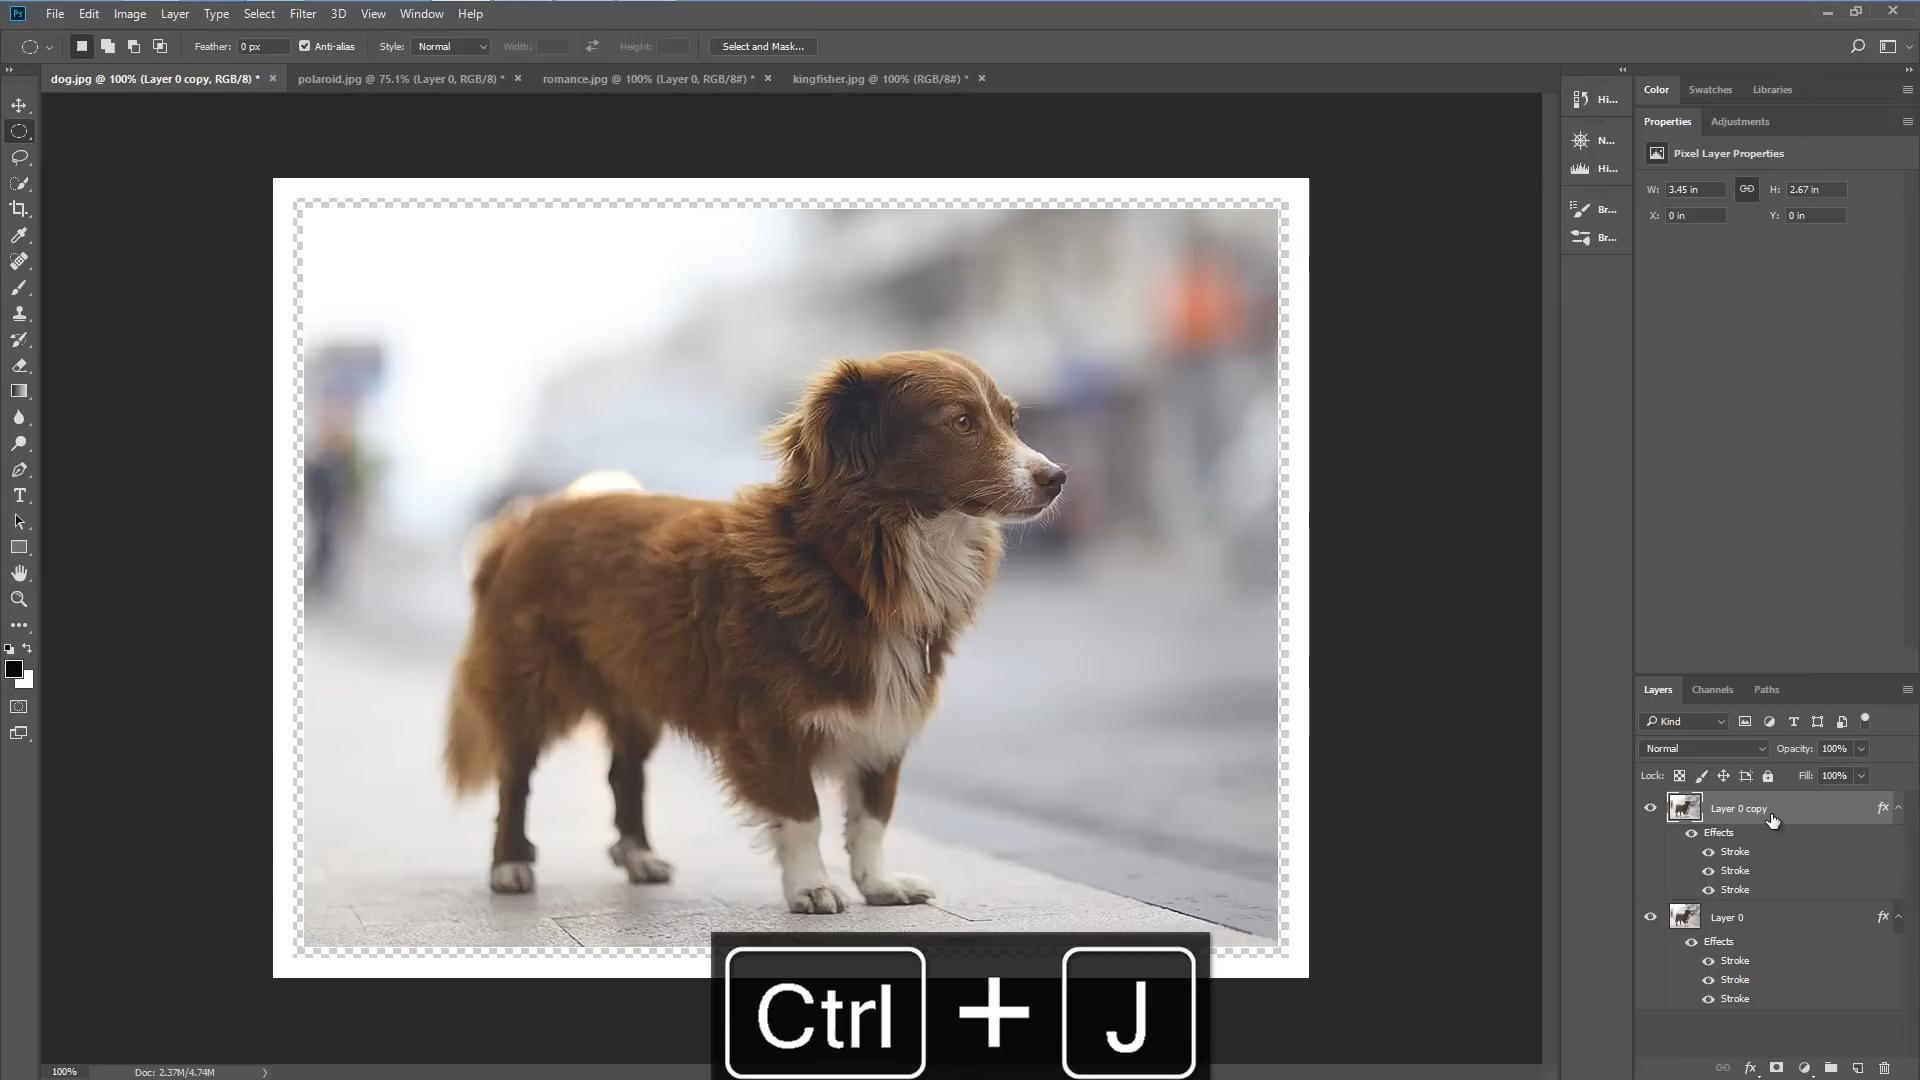 Ps File Edit Image Layer Type Select Filter 3D View Window Help
Feather: 0 px Anti-alias Style: Normal Width: Height: Select and Mask...
dog.jpg @ 100% (Layer 0 copy, RGB/8) * × polaroid.jpg @ 75.1% (Layer 0, RGB/8) * × romance.jpg @ 100% (Layer 0, RGB/8#) * × kingfisher.jpg @ 100% (RGB/8#) * ×
Hi...
N...
Hi...
Br...
Br...
Color Swatches Libraries
Properties Adjustments
Pixel Layer Properties
W: 3.45 in H: 2.67 in
X: 0 in Y: 0 in
Layers Channels Paths
Kind
Normal Opacity: 100%
Lock: Fill: 100%
Layer 0 copy fx
Effects
Stroke
Stroke
Stroke
Layer 0 fx
Effects
Stroke
Stroke
Stroke
fx
Ctrl + J
100% Doc: 2.37M/4.74M